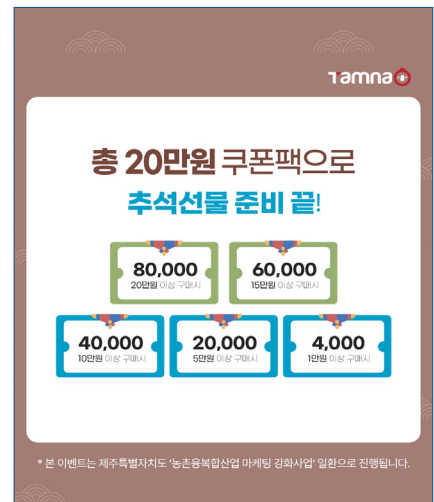 Tamna
총 20만원 쿠폰팩으로
추석선물 준비 끝!
80,000
20만원 이상 구매시
60,000
15만원 이상 구매시
40,000
10만원 이상 구매시
20,000
5만원 이상 구매시
4,000
1만원 이상 구매시
* 본 이벤트는 제주특별자치도 '농촌융복합산업 마케팅 강화사업' 일환으로 진행됩니다.